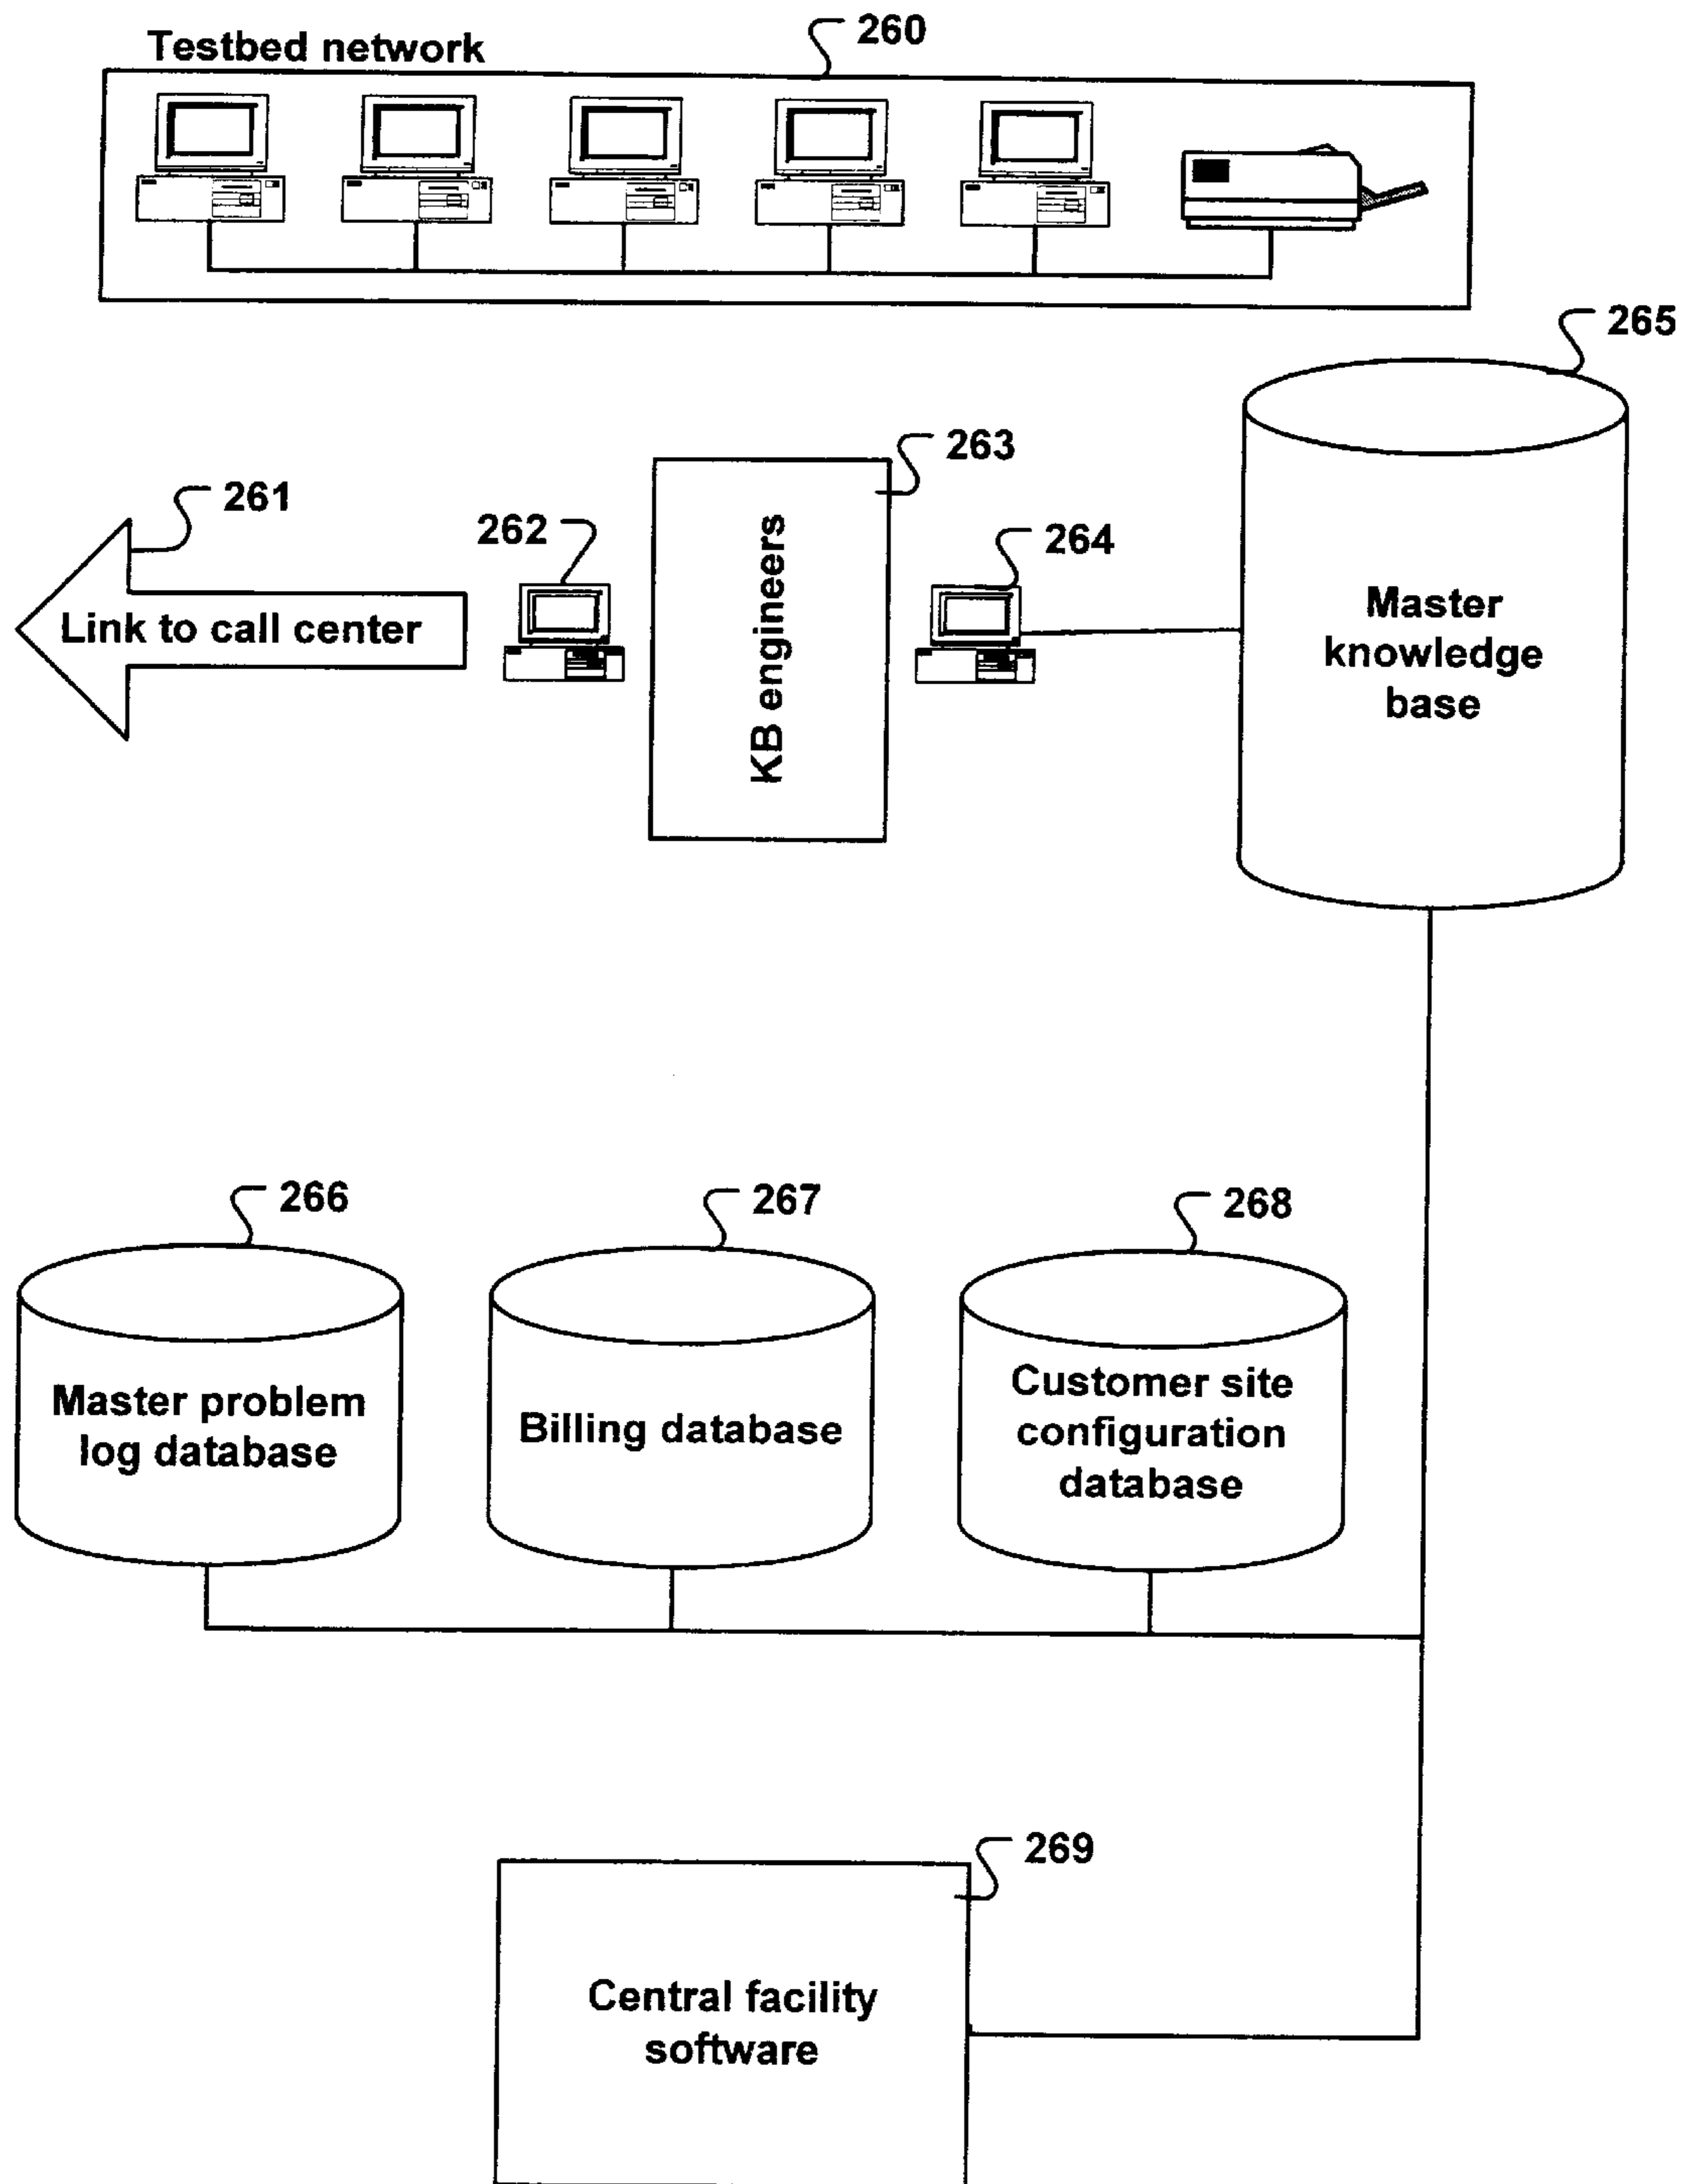 260
Testbed network
265
263
261
262
264
Link to call center
KB engineers
Master
knowledge
base
266
267
268
Master problem
log database
Billing database
Customer site
configuration
database
269
Central facility
software